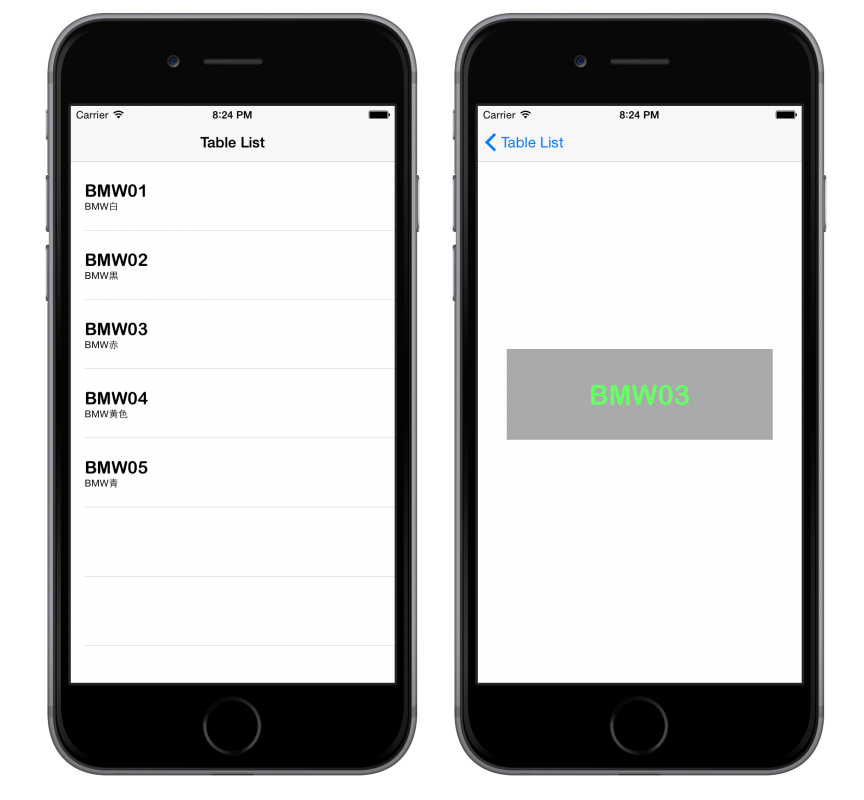 Carrier 8:24 PM
Table List
BMW01
BMW白
BMW02
BMW黒
BMW03
BMW赤
BMW04
BMW黄色
BMW05
BMW青
Carrier 8:24 PM
Table List
BMW03